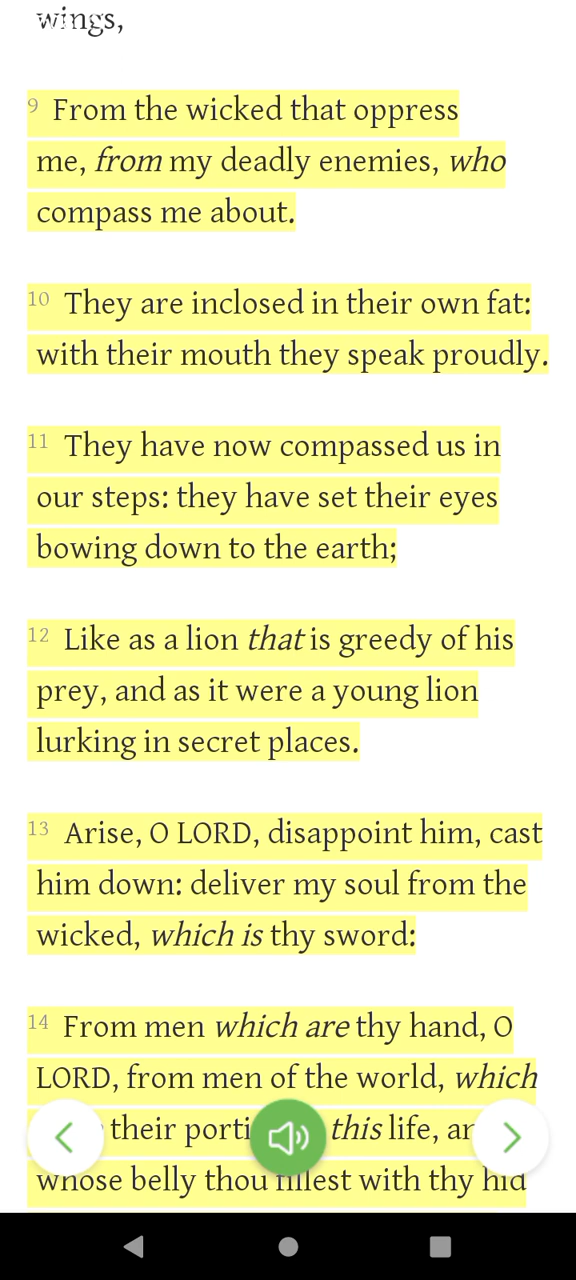 wings,
9 From the wicked that oppress
me, from my deadly enemies, who
compass me about.
10 They are inclosed in their own fat:
with their mouth they speak proudly.
11 They have now compassed us in
our steps: they have set their eyes
bowing down to the earth;
12 Like as a lion that is greedy of his
prey, and as it were a young lion
lurking in secret places.
13 Arise, O LORD, disappoint him, cast
him down: deliver my soul from the
wicked, which is thy sword:
14 From men which are thy hand, O
LORD, from men of the world, which
their this life,
whose belly thou fillest with thy hid